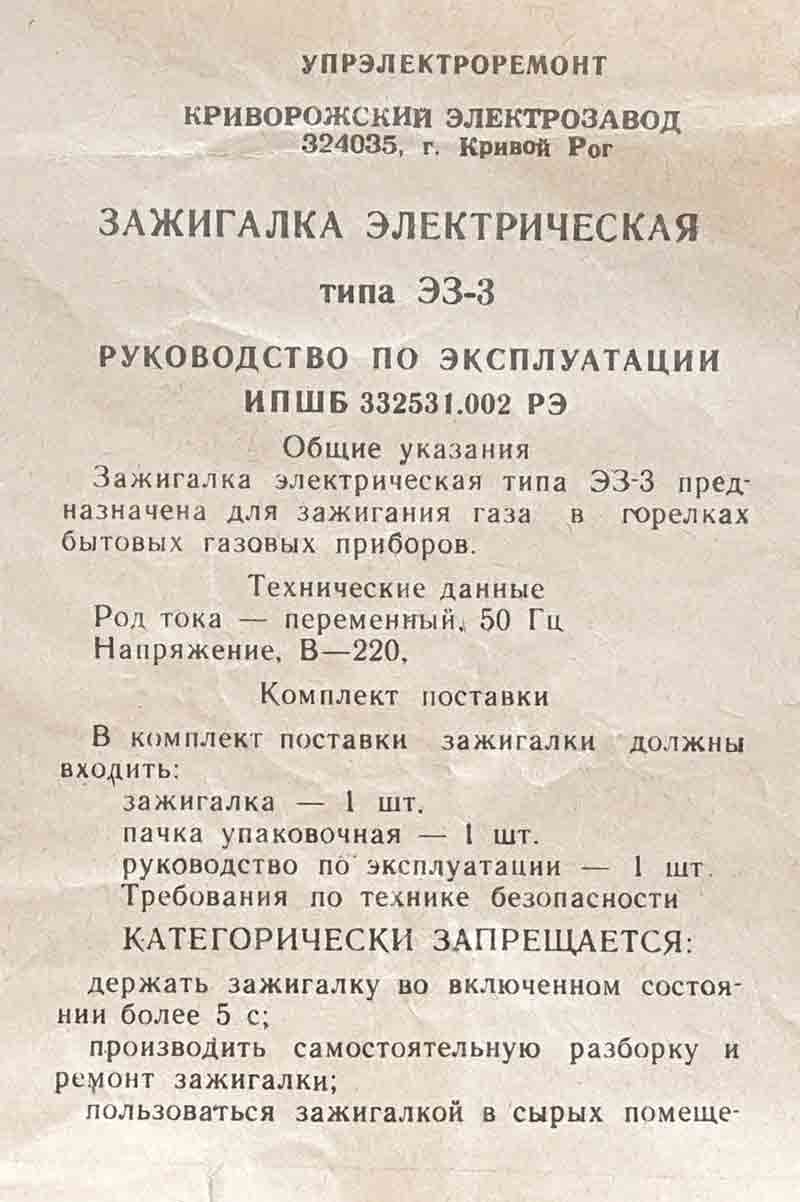 УПРЭЛЕКТРОРЕМОНТ
КРИВОРОЖСКИЙ ЭЛЕКТРОЗАВОД
324035, г. Кривой Рог
ЗАЖИГАЛКА ЭЛЕКТРИЧЕСКАЯ
типа ЭЗ-3
РУКОВОДСТВО ПО ЭКСПЛУАТАЦИИ
ИПШБ 332531.002 РЭ
Общие указания
Зажигалка электрическая типа ЭЗ-3 пред-
назначена для зажигания газа в горелках
бытовых газовых приборов.
Технические данные
Род тока — переменный, 50 Гц
Напряжение, В—220,
Комплект поставки
В комплект поставки зажигалки должны
входить:
зажигалка — 1 шт.
пачка упаковочная — 1 шт.
руководство по эксплуатации — 1 шт.
Требования по технике безопасности
КАТЕГОРИЧЕСКИ ЗАПРЕЩАЕТСЯ:
держать зажигалку во включенном состоя-
нии более 5 с;
производить самостоятельную разборку и
ремонт зажигалки;
пользоваться зажигалкой в сырых помеще-